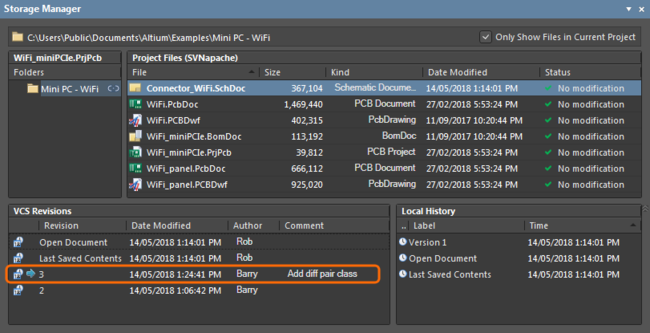 Storage Manager
C:\Users\Public\Documents\Altium\Examples\Mini PC - WiFi
Only Show Files in Current Project
WiFi_miniPCIe.PrjPcb
Folders
Mini PC - WiFi
Project Files (SVNapache)
File Size Kind Date Modified Status
Connector_WiFi.SchDoc 367,104 Schematic Docume... 14/05/2018 1:14:01 PM No modification
WiFi.PcbDoc 1,469,440 PCB Document 27/02/2018 5:53:24 PM No modification
WiFi.PCBDwf 402,315 PcbDrawing 11/09/2017 10:20:44 PM No modification
WiFi_miniPCIe.BomDoc 113,192 BomDoc 11/09/2017 10:20:44 PM No modification
WiFi_miniPCIe.PrjPcb 39,812 PCB Project 27/02/2018 5:53:24 PM No modification
WiFi_panel.PcbDoc 666,112 PCB Document 27/02/2018 5:53:24 PM No modification
WiFi_panel.PCBDwf 925,020 PcbDrawing 27/02/2018 5:53:24 PM No modification
VCS Revisions
Revision Date Modified Author Comment
Open Document 14/05/2018 1:14:01 PM Rob
Last Saved Contents 14/05/2018 1:14:01 PM Rob
3 14/05/2018 1:24:41 PM Barry Add diff pair class
2 14/05/2018 1:06:42 PM Barry
Local History
.. Label Time
Version 1 14/05/2018 1:14:01 PM
Open Document 14/05/2018 1:14:01 PM
Last Saved Contents 14/05/2018 1:14:01 PM